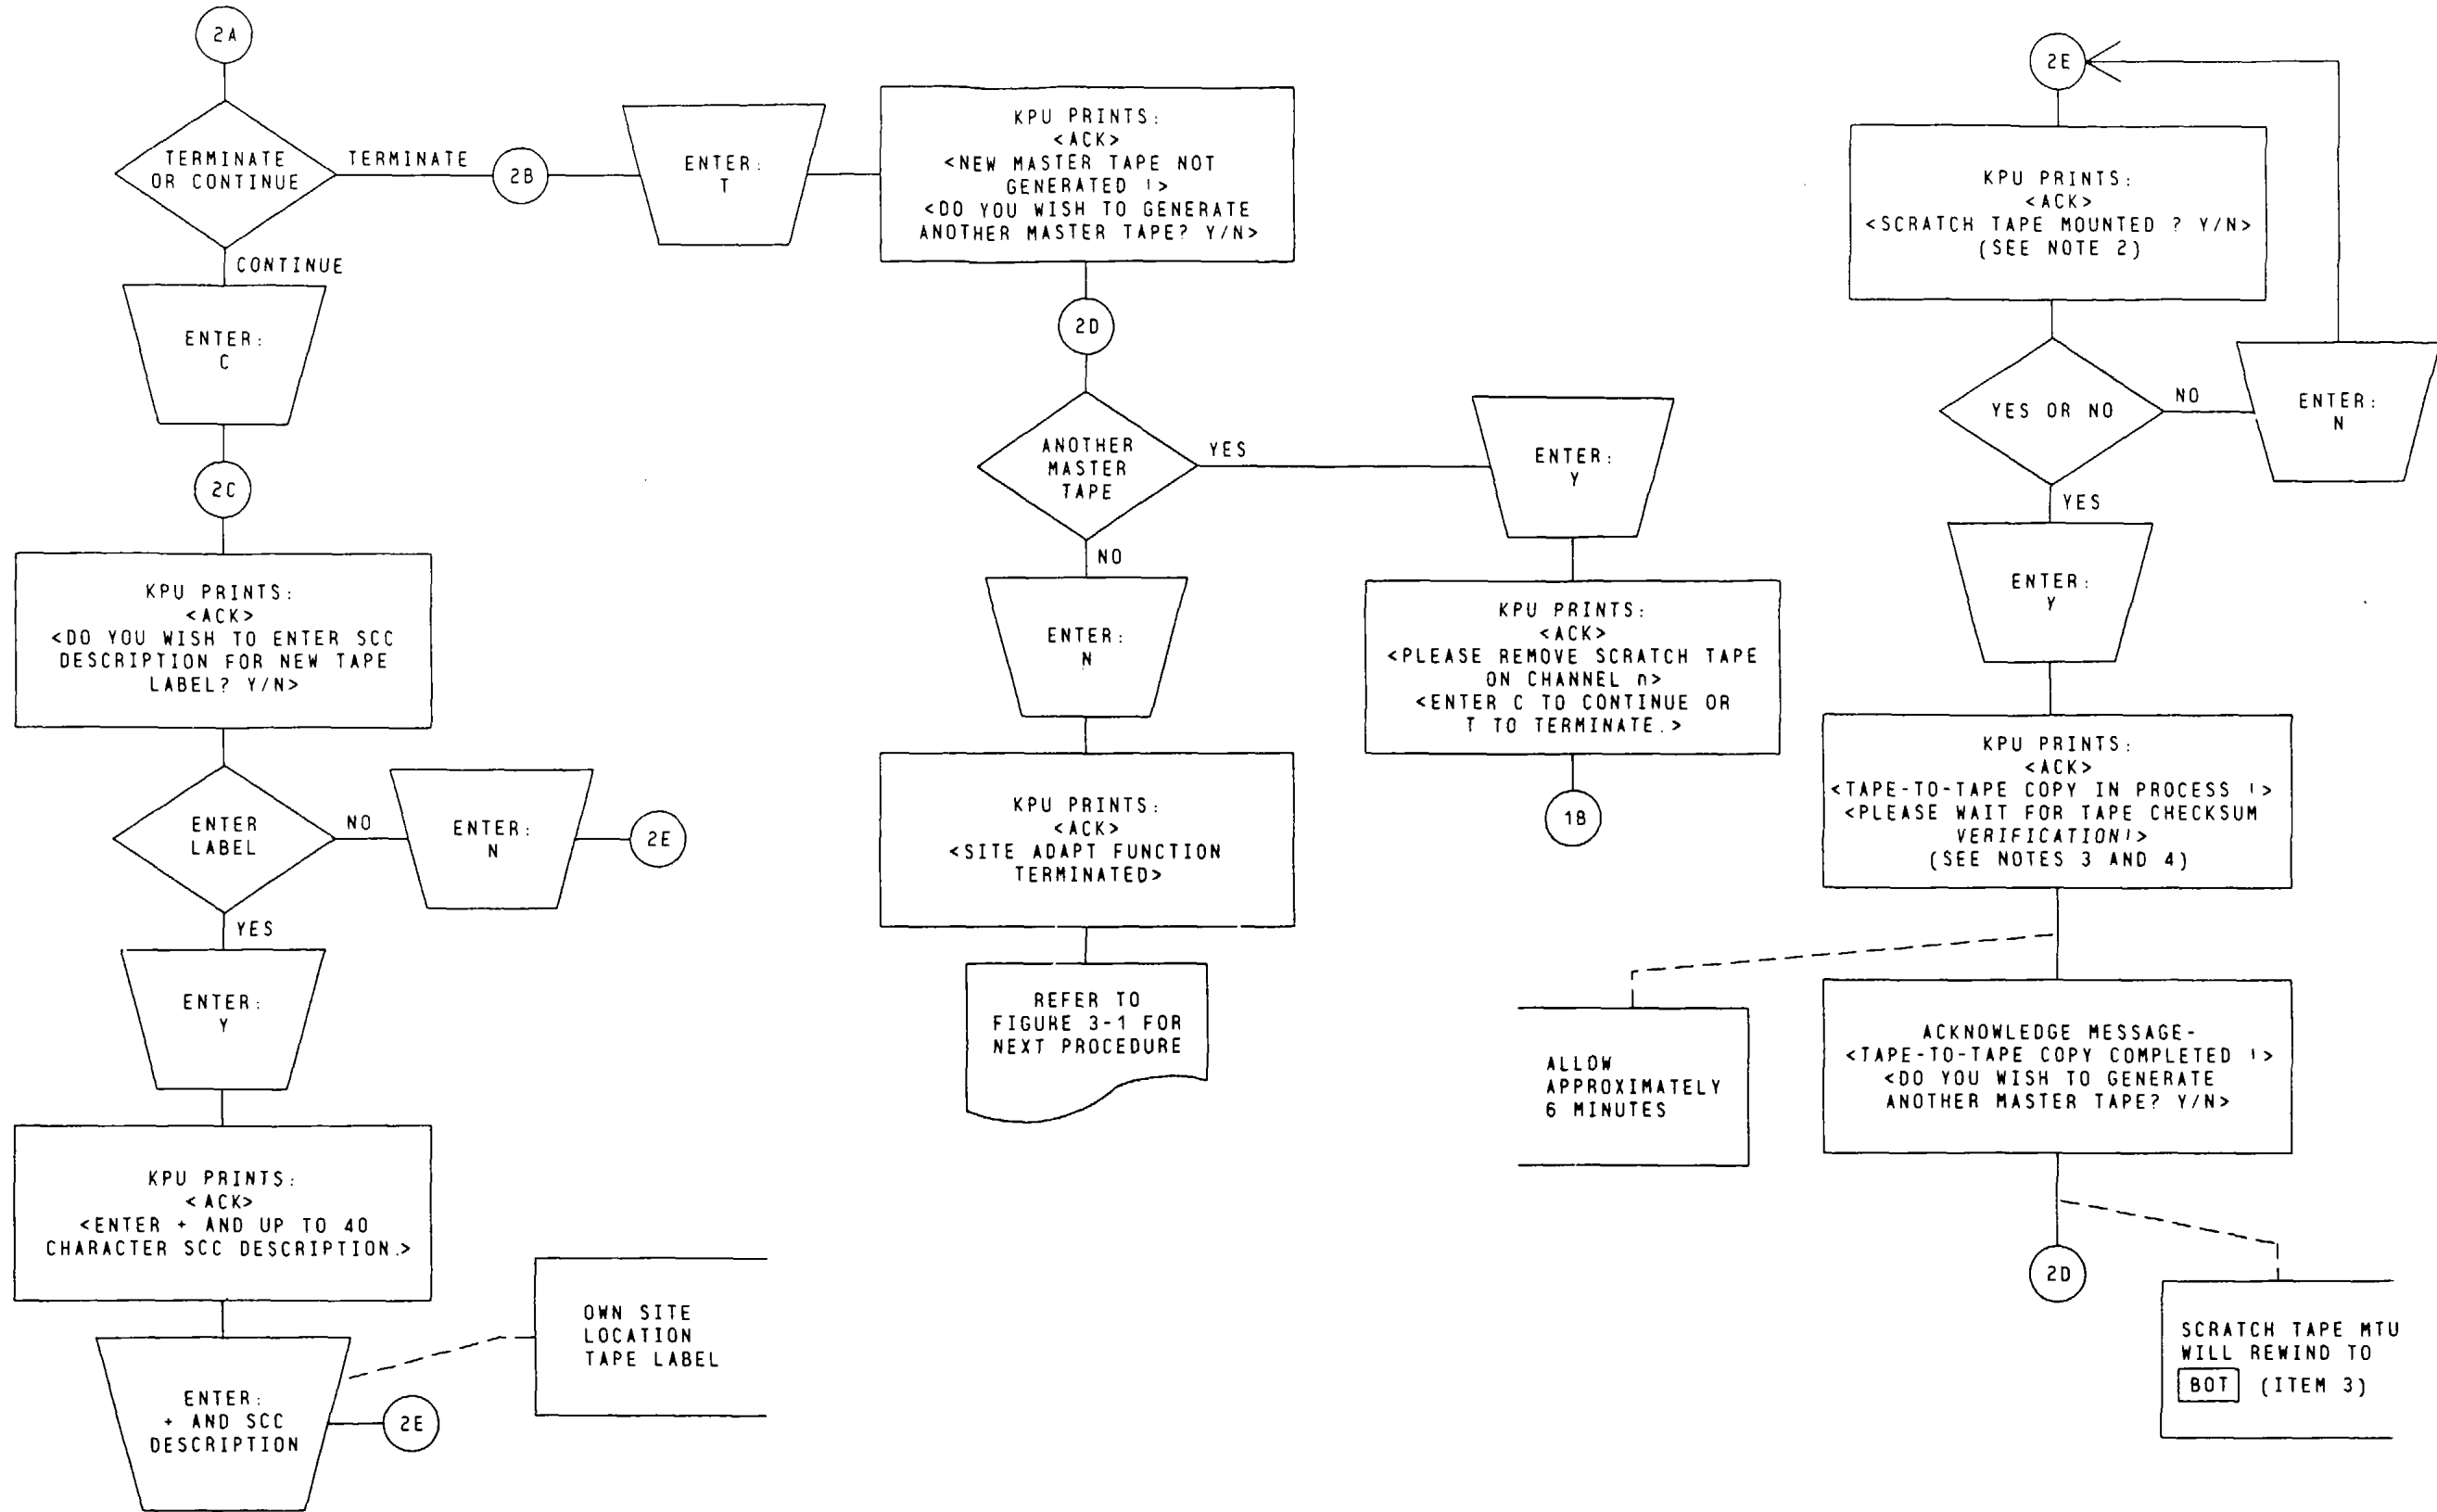 2A
TERMINATE
OR CONTINUE
TERMINATE
2B
CONTINUE
ENTER:
C
2C
KPU PRINTS:
<ACK>
<DO YOU WISH TO ENTER SCC
DESCRIPTION FOR NEW TAPE
LABEL? Y/N>
ENTER
LABEL
NO
ENTER:
N
2E
YES
ENTER:
Y
KPU PRINTS:
<ACK>
<ENTER + AND UP TO 40
CHARACTER SCC DESCRIPTION.>
ENTER:
+ AND SCC
DESCRIPTION
2E
OWN SITE
LOCATION
TAPE LABEL
ENTER:
T
KPU PRINTS:
<ACK>
<NEW MASTER TAPE NOT
GENERATED !>
<DO YOU WISH TO GENERATE
ANOTHER MASTER TAPE? Y/N>
2D
ANOTHER
MASTER
TAPE
YES
NO
ENTER:
N
KPU PRINTS:
<ACK>
<SITE ADAPT FUNCTION
TERMINATED>
REFER TO
FIGURE 3-1 FOR
NEXT PROCEDURE
ENTER:
Y
KPU PRINTS:
<ACK>
<PLEASE REMOVE SCRATCH TAPE
ON CHANNEL n>
<ENTER C TO CONTINUE OR
T TO TERMINATE.>
1B
2E
KPU PRINTS:
<ACK>
<SCRATCH TAPE MOUNTED ? Y/N>
(SEE NOTE 2)
YES OR NO
NO
ENTER:
N
YES
ENTER:
Y
KPU PRINTS:
<ACK>
<TAPE-TO-TAPE COPY IN PROCESS !>
<PLEASE WAIT FOR TAPE CHECKSUM
VERIFICATION!>
(SEE NOTES 3 AND 4)
ALLOW
APPROXIMATELY
6 MINUTES
ACKNOWLEDGE MESSAGE-
<TAPE-TO-TAPE COPY COMPLETED !>
<DO YOU WISH TO GENERATE
ANOTHER MASTER TAPE? Y/N>
2D
SCRATCH TAPE MTU
WILL REWIND TO
BOT (ITEM 3)